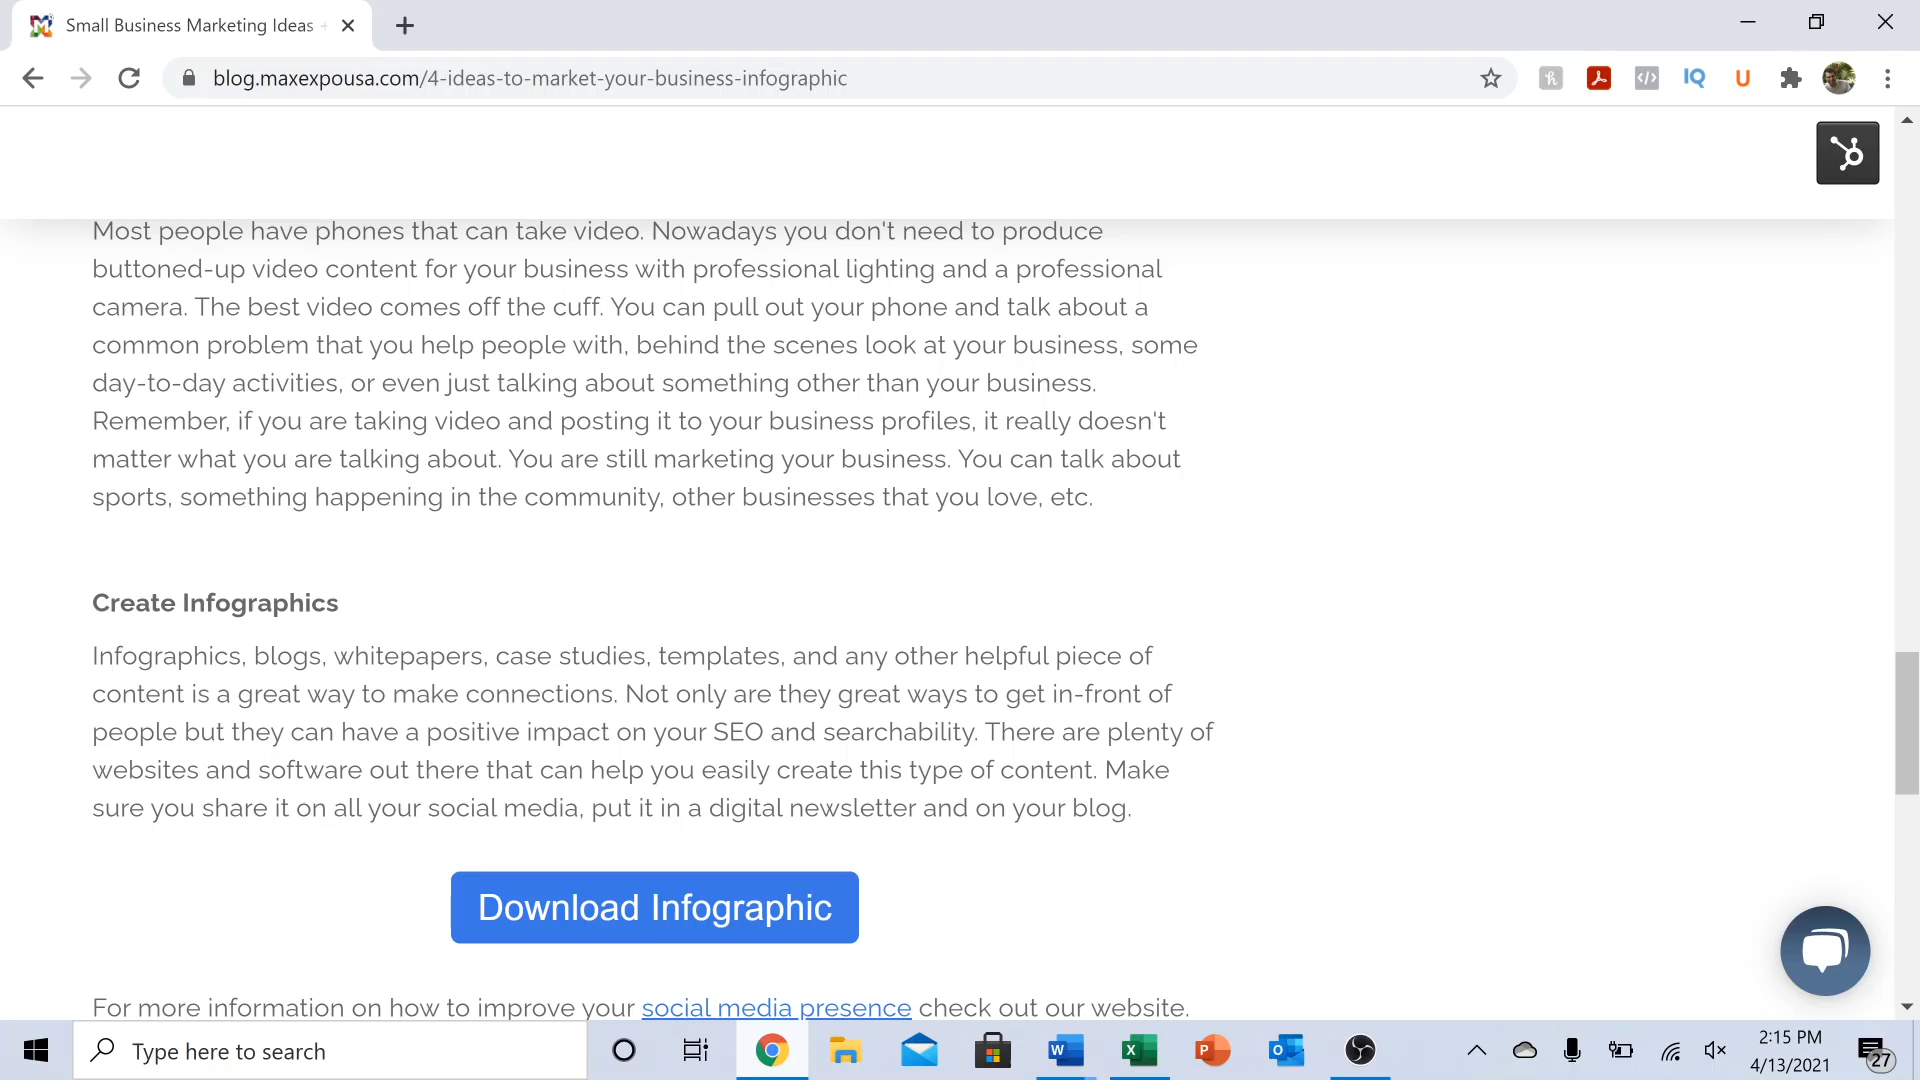 Small Business Marketing Ideas +
blog.maxexpousa.com/4-ideas-to-market-your-business-infographic
IQ
U
Most people have phones that can take video. Nowadays you don't need to produce
buttoned-up video content for your business with professional lighting and a professional
camera. The best video comes off the cuff. You can pull out your phone and talk about a
common problem that you help people with, behind the scenes look at your business, some
day-to-day activities, or even just talking about something other than your business.
Remember, if you are taking video and posting it to your business profiles, it really doesn't
matter what you are talking about. You are still marketing your business. You can talk about
sports, something happening in the community, other businesses that you love, etc.
Create Infographics
Infographics, blogs, whitepapers, case studies, templates, and any other helpful piece of
content is a great way to make connections. Not only are they great ways to get in-front of
people but they can have a positive impact on your SEO and searchability. There are plenty of
websites and software out there that can help you easily create this type of content. Make
sure you share it on all your social media, put it in a digital newsletter and on your blog.
Download Infographic
For more information on how to improve your social media presence check out our website.
Type here to search
W
X
P
O
2:15 PM
4/13/2021
27